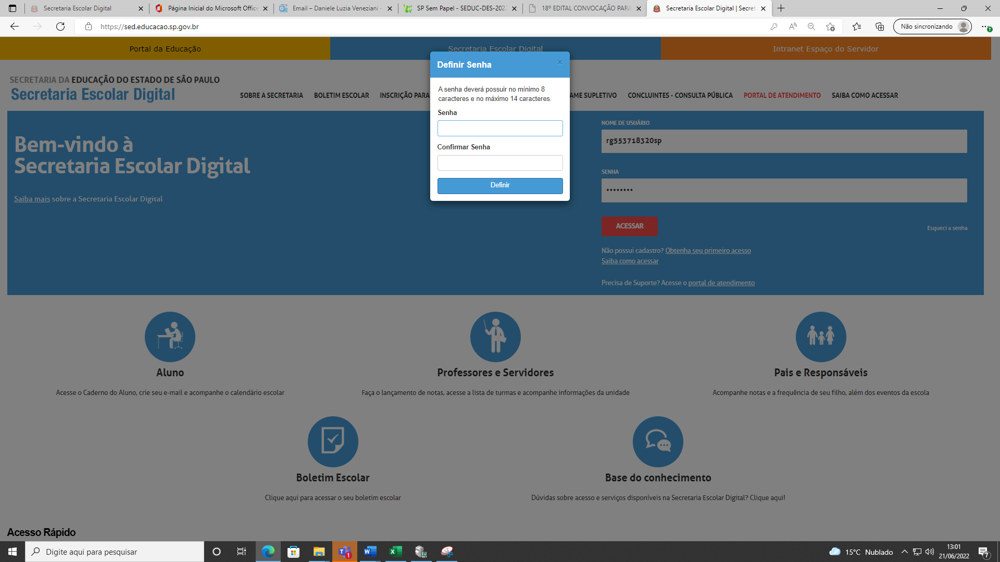 Secretaria Escolar Digital
Página Inicial do Microsoft Office
Email – Daniele Luzia Veneziani -
SP Sem Papel - SEDUC-DES-202
18º EDITAL CONVOCAÇÃO PARA
Secretaria Escolar Digital | Secret
https://sed.educacao.sp.gov.br
Não sincronizando
Portal da Educação
Secretaria Escolar Digital
Intranet Espaço do Servidor
SECRETARIA DA EDUCAÇÃO DO ESTADO DE SÃO PAULO
Secretaria Escolar Digital
SOBRE A SECRETARIA
BOLETIM ESCOLAR
INSCRIÇÃO PARA
AME SUPLETIVO
CONCLUINTES - CONSULTA PÚBLICA
PORTAL DE ATENDIMENTO
SAIBA COMO ACESSAR
Definir Senha
×
A senha deverá possuir no mínimo 8
caracteres e no máximo 14 caracteres.
Senha
Confirmar Senha
Definir
Bem-vindo à
Secretaria Escolar Digital
Saiba mais sobre a Secretaria Escolar Digital
NOME DE USUÁRIO
rg553718320sp
SENHA
••••••••
ACESSAR
Esqueci a senha
Não possui cadastro? Obtenha seu primeiro acesso
Saiba como acessar
Precisa de Suporte? Acesse o portal de atendimento
Aluno
Acesse o Caderno do Aluno, crie seu e-mail e acompanhe o calendário escolar
Professores e Servidores
Faça o lançamento de notas, acesse a lista de turmas e acompanhe informações da unidade
Pais e Responsáveis
Acompanhe notas e a frequência de seu filho, além dos eventos da escola
Boletim Escolar
Clique aqui para acessar o seu boletim escolar
Base do conhecimento
Dúvidas sobre acesso e serviços disponíveis na Secretaria Escolar Digital? Clique aqui!
Acesso Rápido
Digite aqui para pesquisar
1
15°C Nublado
13:01
21/06/2022
7